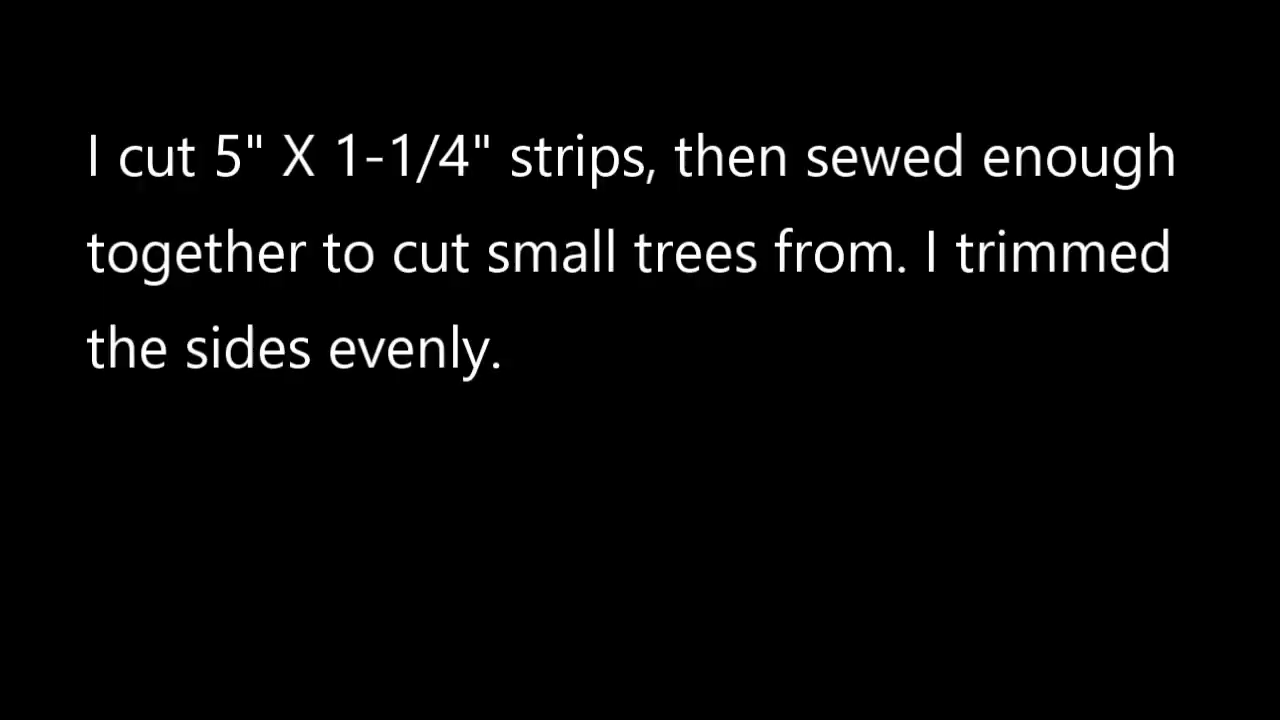 I cut 5" X 1-1/4" strips, then sewed enough
together to cut small trees from. I trimmed
the sides evenly.